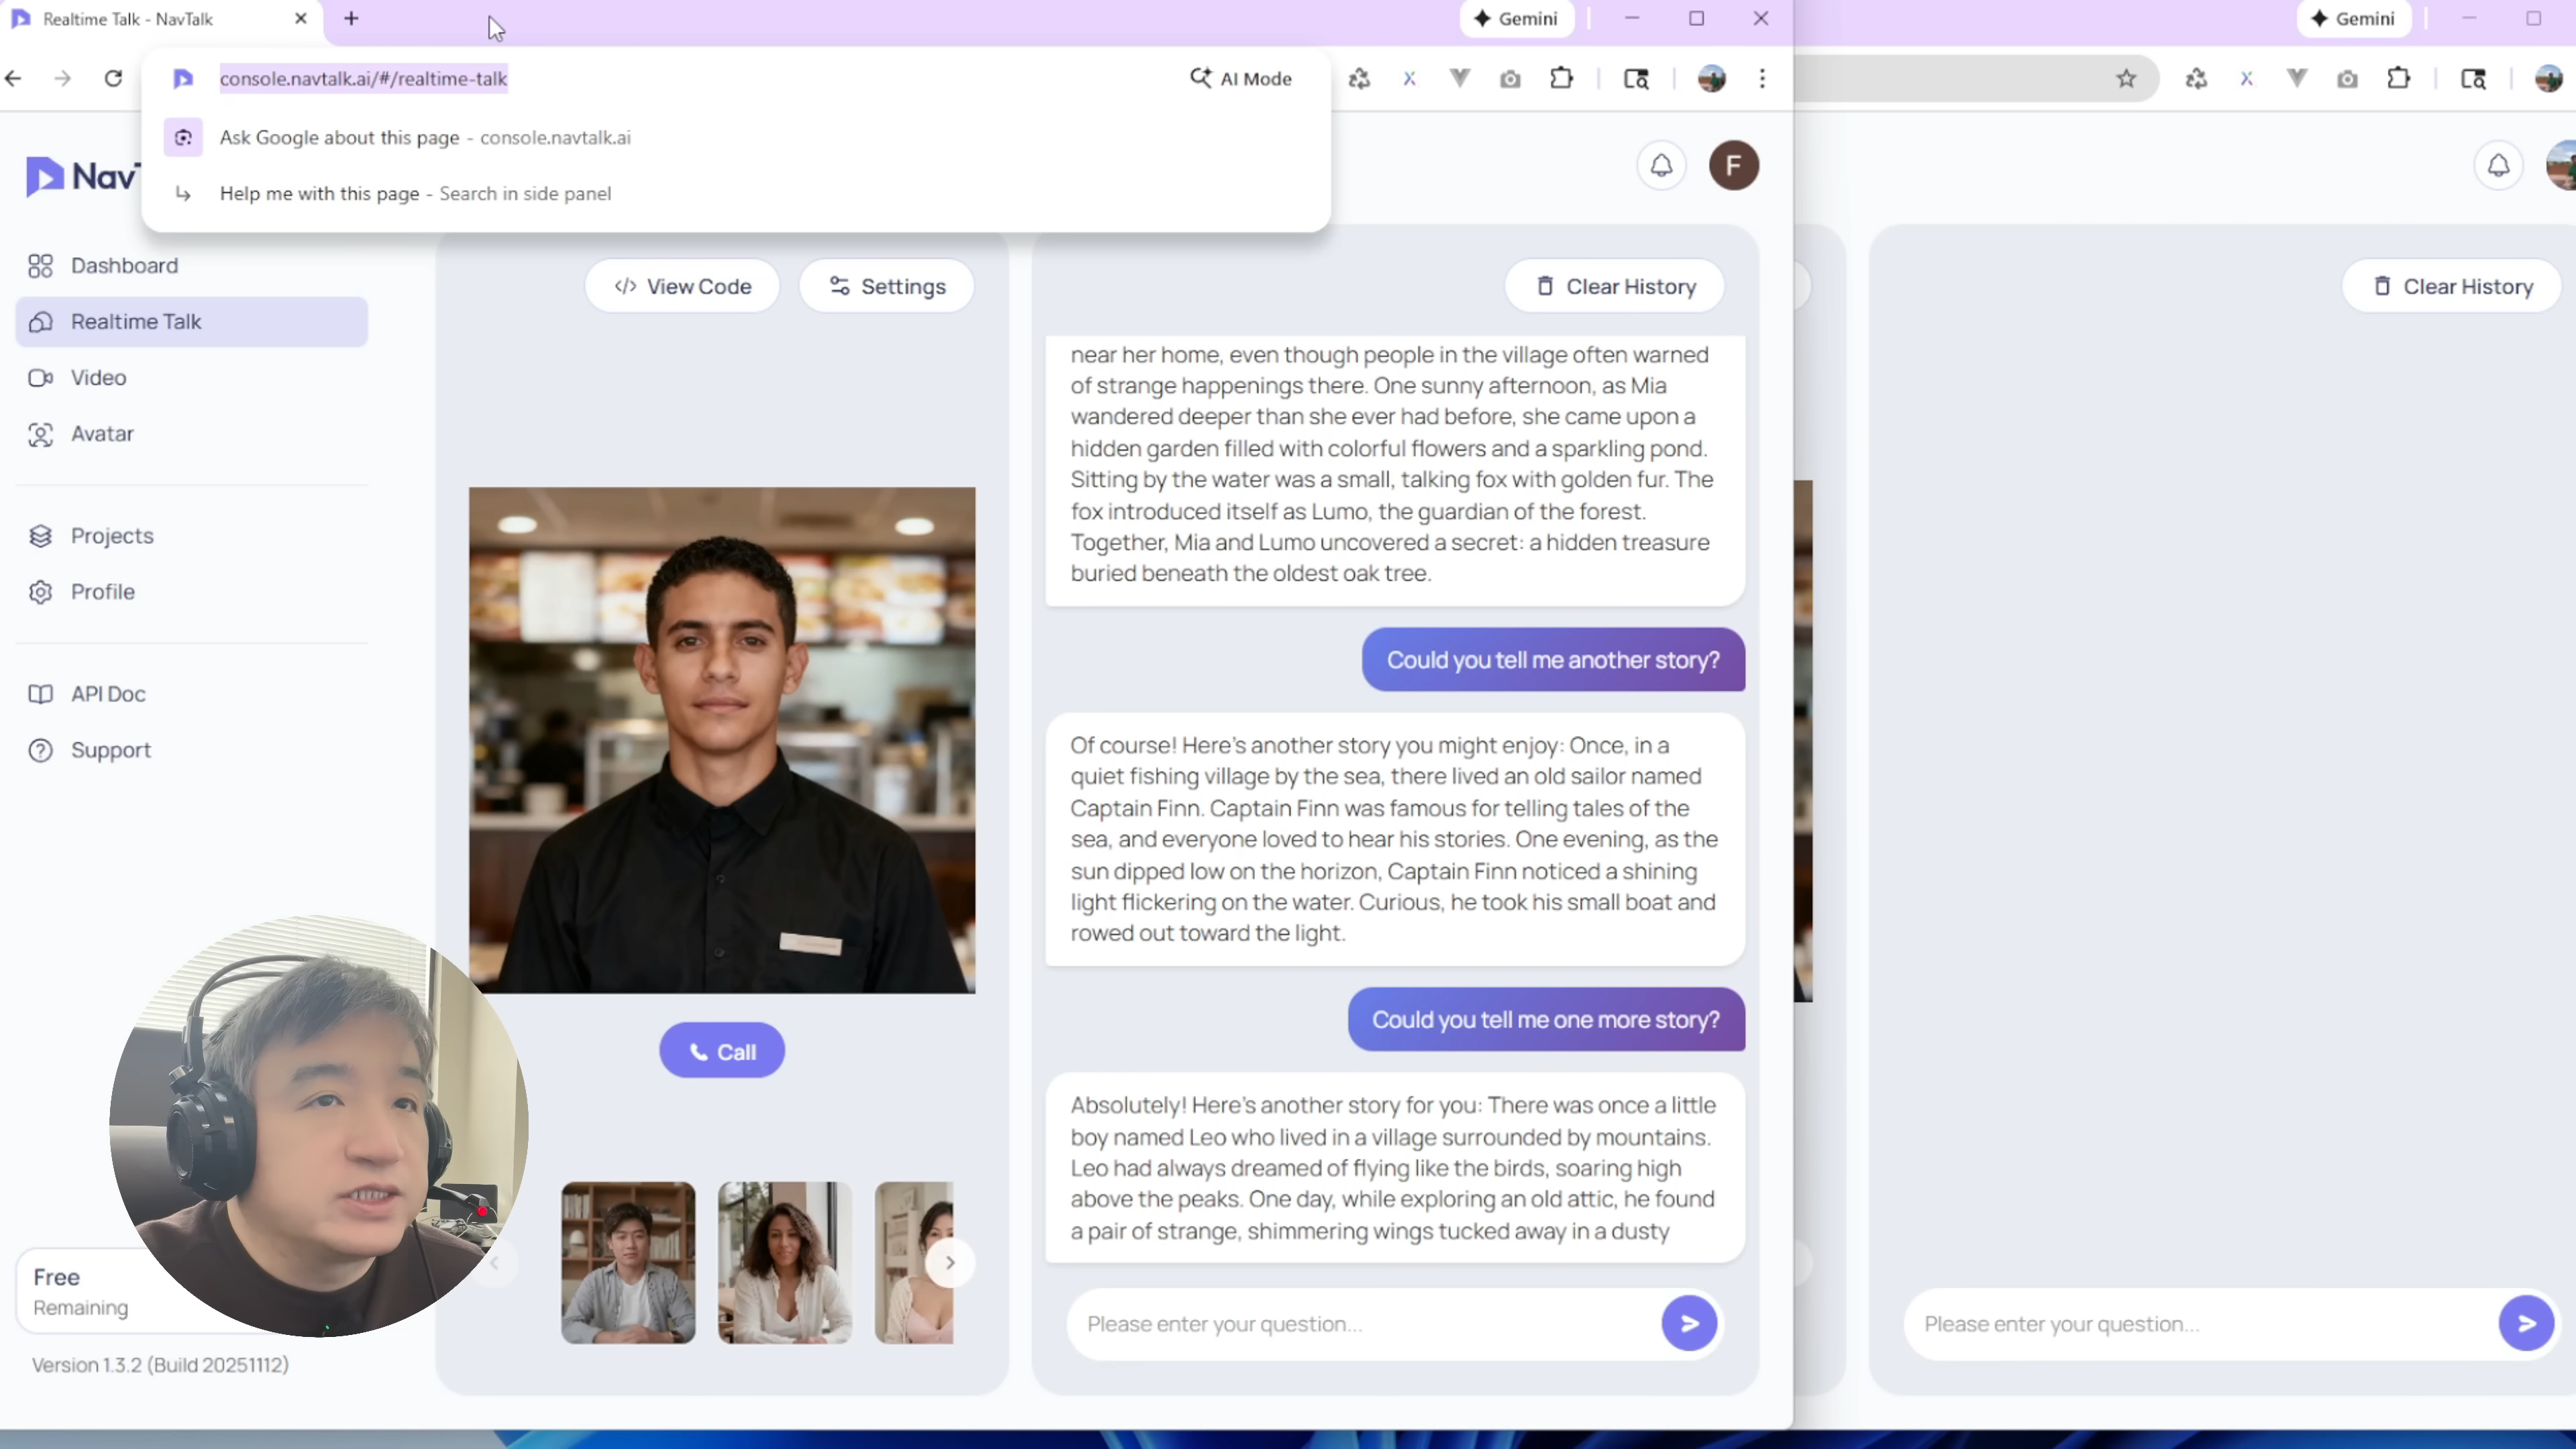 Realtime Talk - NavTalk
Gemini
Gemini
console.navtalk.ai/#/realtime-talk
AI Mode
Ask Google about this page - console.navtalk.ai
Help me with this page - Search in side panel
Nav
F
Dashboard
Realtime Talk
Video
Avatar
Projects
Profile
API Doc
Support
Free
Remaining
Version 1.3.2 (Build 20251112)
View Code
Settings
Call
Clear History
near her home, even though people in the village often warned
of strange happenings there. One sunny afternoon, as Mia
wandered deeper than she ever had before, she came upon a
hidden garden filled with colorful flowers and a sparkling pond.
Sitting by the water was a small, talking fox with golden fur. The
fox introduced itself as Lumo, the guardian of the forest.
Together, Mia and Lumo uncovered a secret: a hidden treasure
buried beneath the oldest oak tree.
Could you tell me another story?
Of course! Here's another story you might enjoy: Once, in a
quiet fishing village by the sea, there lived an old sailor named
Captain Finn. Captain Finn was famous for telling tales of the
sea, and everyone loved to hear his stories. One evening, as the
sun dipped low on the horizon, Captain Finn noticed a shining
light flickering on the water. Curious, he took his small boat and
rowed out toward the light.
Could you tell me one more story?
Absolutely! Here's another story for you: There was once a little
boy named Leo who lived in a village surrounded by mountains.
Leo had always dreamed of flying like the birds, soaring high
above the peaks. One day, while exploring an old attic, he found
a pair of strange, shimmering wings tucked away in a dusty
Please enter your question...
Clear History
Please enter your question...